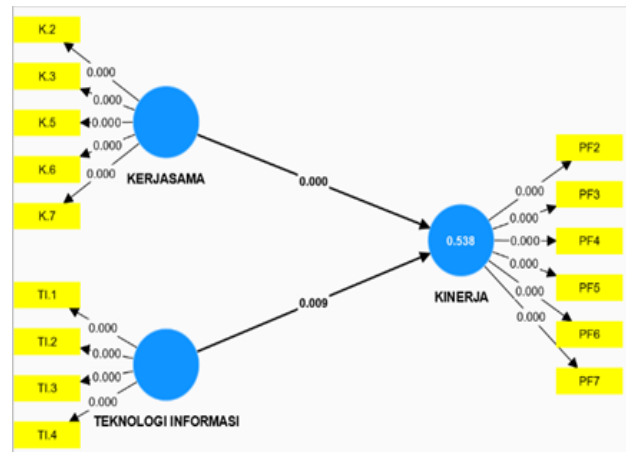 K.2
K.3
K.5
K.6
K.7
0.000
0.000
0.000
0.000
0.000
KERJASAMA
0.000
TI.1
TI.2
TI.3
TI.4
0.000
0.000
0.000
0.000
TEKNOLOGI INFORMASI
0.009
0.538
KINERJA
0.000
0.000
0.000
0.000
0.000
0.000
PF2
PF3
PF4
PF5
PF6
PF7